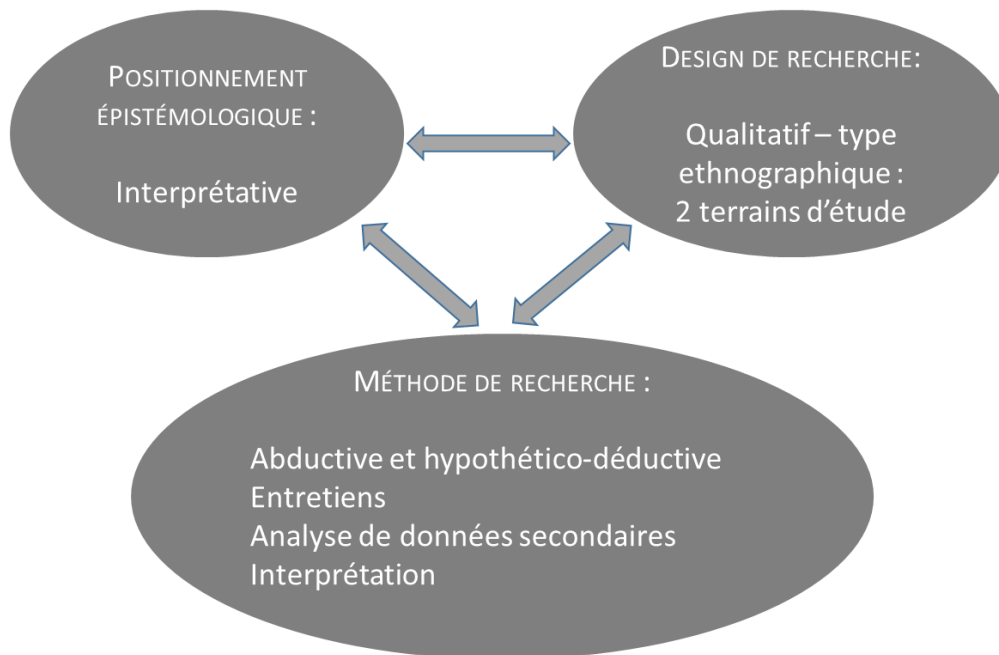 POSITIONNEMENT
ÉPISTÉMOLOGIQUE :
Interprétative
DESIGN DE RECHERCHE:
Qualitatif – type
ethnographique :
2 terrains d'étude
MÉTHODE DE RECHERCHE :
Abductive et hypothético-déductive
Entretiens
Analyse de données secondaires
Interprétation